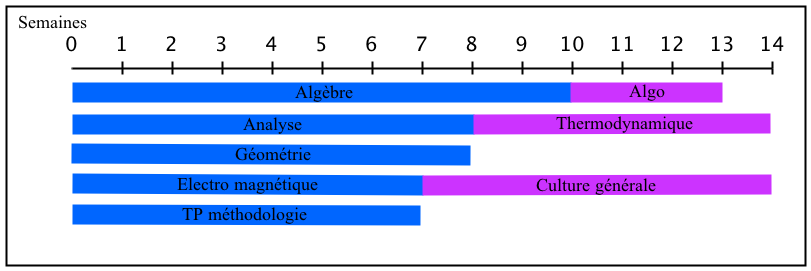 Semaines
0 1 2 3 4 5 6 7 8 9 10 11 12 13 14
Algèbre Algo
Analyse Thermodynamique
Géométrie
Electro magnétique Culture générale
TP méthodologie